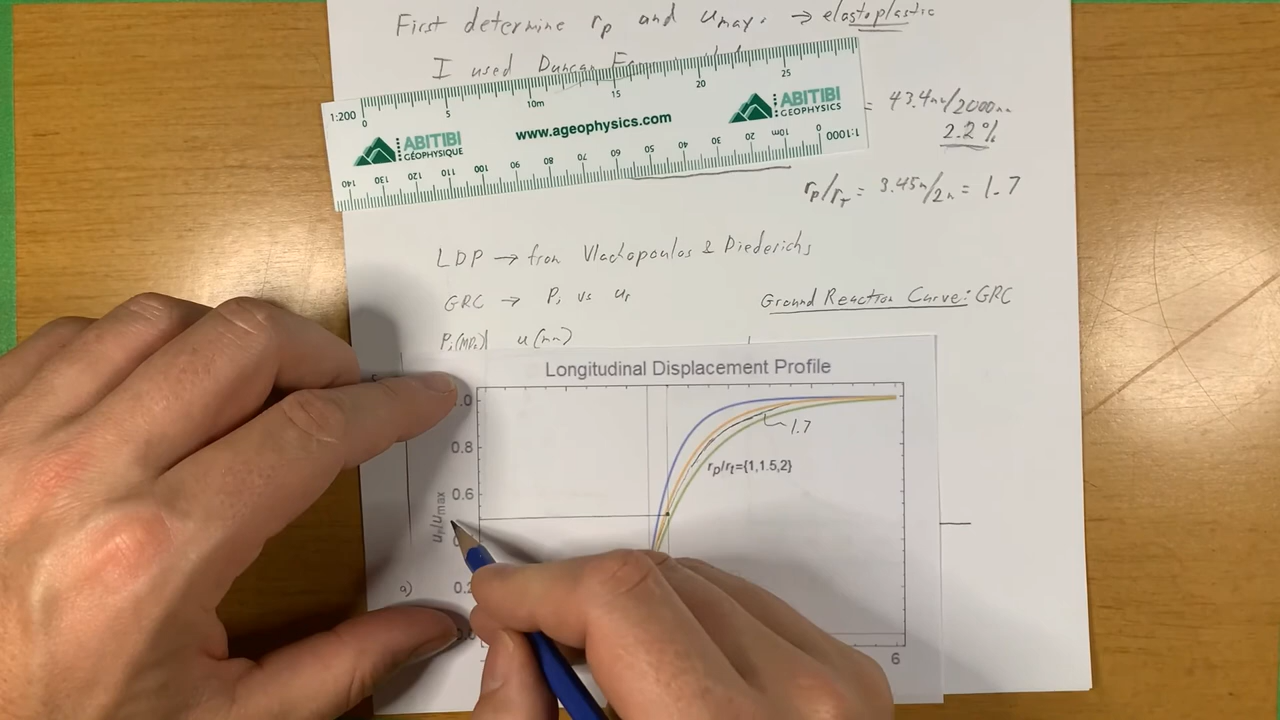 First determine rp and umax. → elastoplastic
I used Duncan
= 43.4mm/2000mm
2.2%
1:200 0 5 10m 15 20 25
ABITIBI GÉOPHYSIQUE
www.ageophysics.com
ABITIBI GEOPHYSICS
140 130 120 110 100 90 80 70 60 50 40 30 20 10m 0 1:1000
rp/rT = 3.45m/2m = 1.7
LDP → from Vlachopoulos & Diederichs
GRC → Pi vs ur
Ground Reaction Curve: GRC
Pi(MPa) u(mm)
Longitudinal Displacement Profile
.0
0.8
1.7
rp/rt={1,1.5,2}
0.6
ur/umax
a)
0.2
6